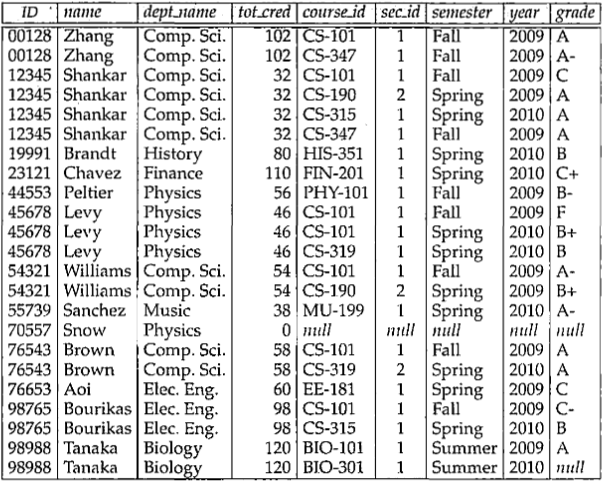 ID name dept_name tot_cred course_id sec_id semester year grade
00128 Zhang Comp. Sci. 102 CS-101 1 Fall 2009 A
00128 Zhang Comp. Sci. 102 CS-347 1 Fall 2009 A-
12345 Shankar Comp. Sci. 32 CS-101 1 Fall 2009 C
12345 Shankar Comp. Sci. 32 CS-190 2 Spring 2009 A
12345 Shankar Comp. Sci. 32 CS-315 1 Spring 2010 A
12345 Shankar Comp. Sci. 32 CS-347 1 Fall 2009 A
19991 Brandt History 80 HIS-351 1 Spring 2010 B
23121 Chavez Finance 110 FIN-201 1 Spring 2010 C+
44553 Peltier Physics 56 PHY-101 1 Fall 2009 B-
45678 Levy Physics 46 CS-101 1 Fall 2009 F
45678 Levy Physics 46 CS-101 1 Spring 2010 B+
45678 Levy Physics 46 CS-319 1 Spring 2010 B
54321 Williams Comp. Sci. 54 CS-101 1 Fall 2009 A-
54321 Williams Comp. Sci. 54 CS-190 2 Spring 2009 B+
55739 Sanchez Music 38 MU-199 1 Spring 2010 A-
70557 Snow Physics 0 null null null null null
76543 Brown Comp. Sci. 58 CS-101 1 Fall 2009 A
76543 Brown Comp. Sci. 58 CS-319 2 Spring 2010 A
76653 Aoi Elec. Eng. 60 EE-181 1 Spring 2009 C
98765 Bourikas Elec. Eng. 98 CS-101 1 Fall 2009 C-
98765 Bourikas Elec. Eng. 98 CS-315 1 Spring 2010 B
98988 Tanaka Biology 120 BIO-101 1 Summer 2009 A
98988 Tanaka Biology 120 BIO-301 1 Summer 2010 null